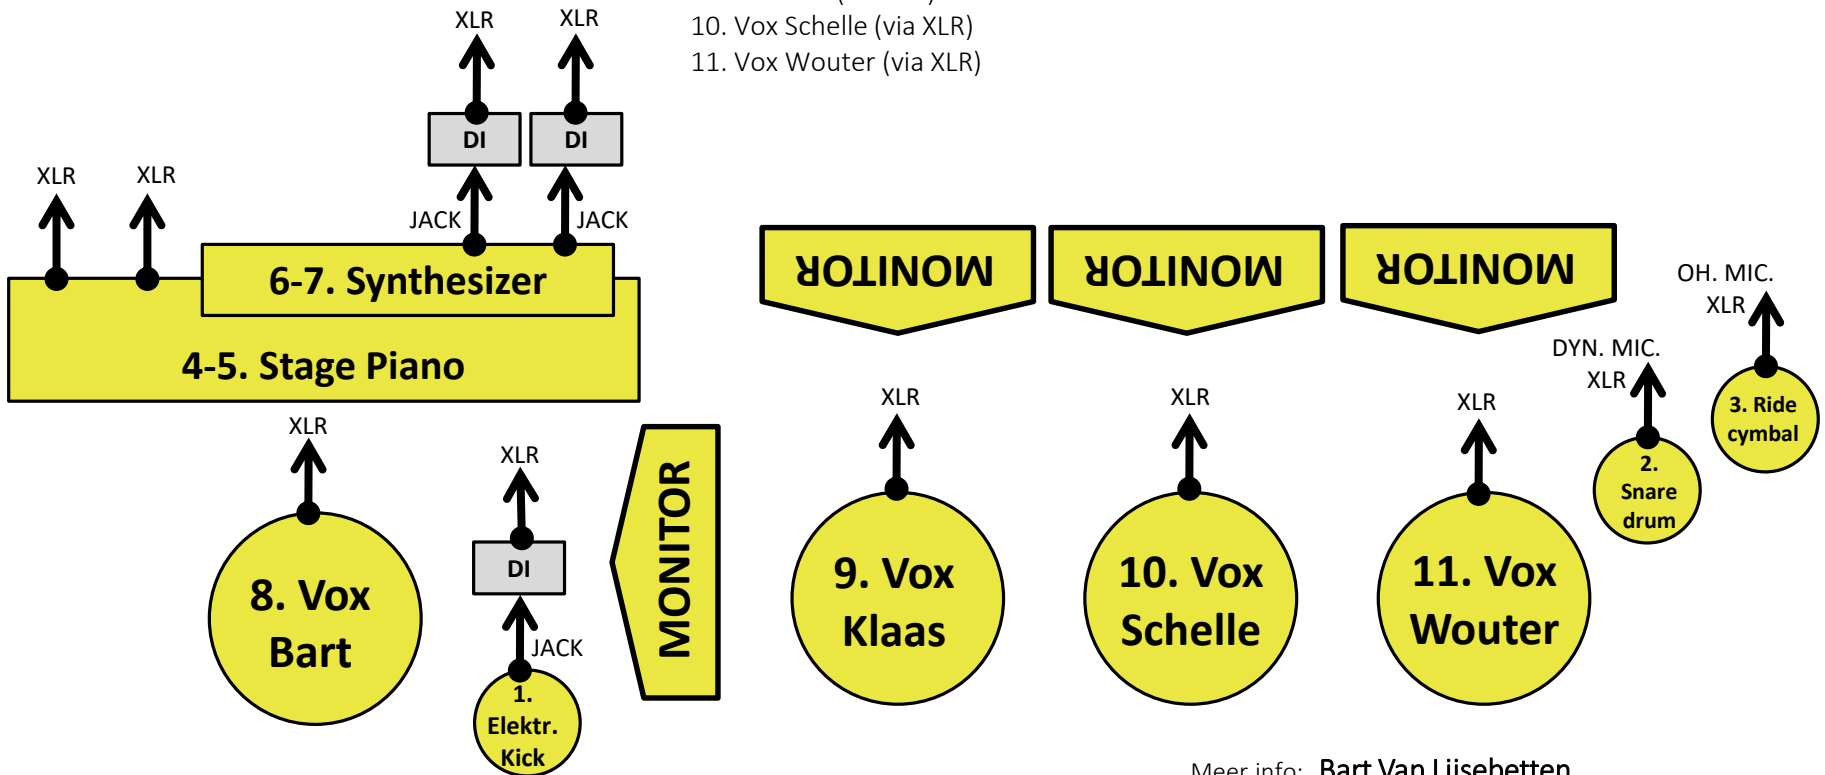 10. Vox Schelle (via XLR)
11. Vox Wouter (via XLR)
XLR
XLR
DI
DI
XLR
XLR
JACK
JACK
6-7. Synthesizer
4-5. Stage Piano
MONITOR
MONITOR
MONITOR
OH. MIC.
XLR
DYN. MIC.
XLR
3. Ride
cymbal
2.
Snare
drum
XLR
8. Vox
Bart
XLR
DI
JACK
1.
Elektr.
Kick
MONITOR
XLR
9. Vox
Klaas
XLR
10. Vox
Schelle
XLR
11. Vox
Wouter
Meer info: Bart Van Lijsebetten